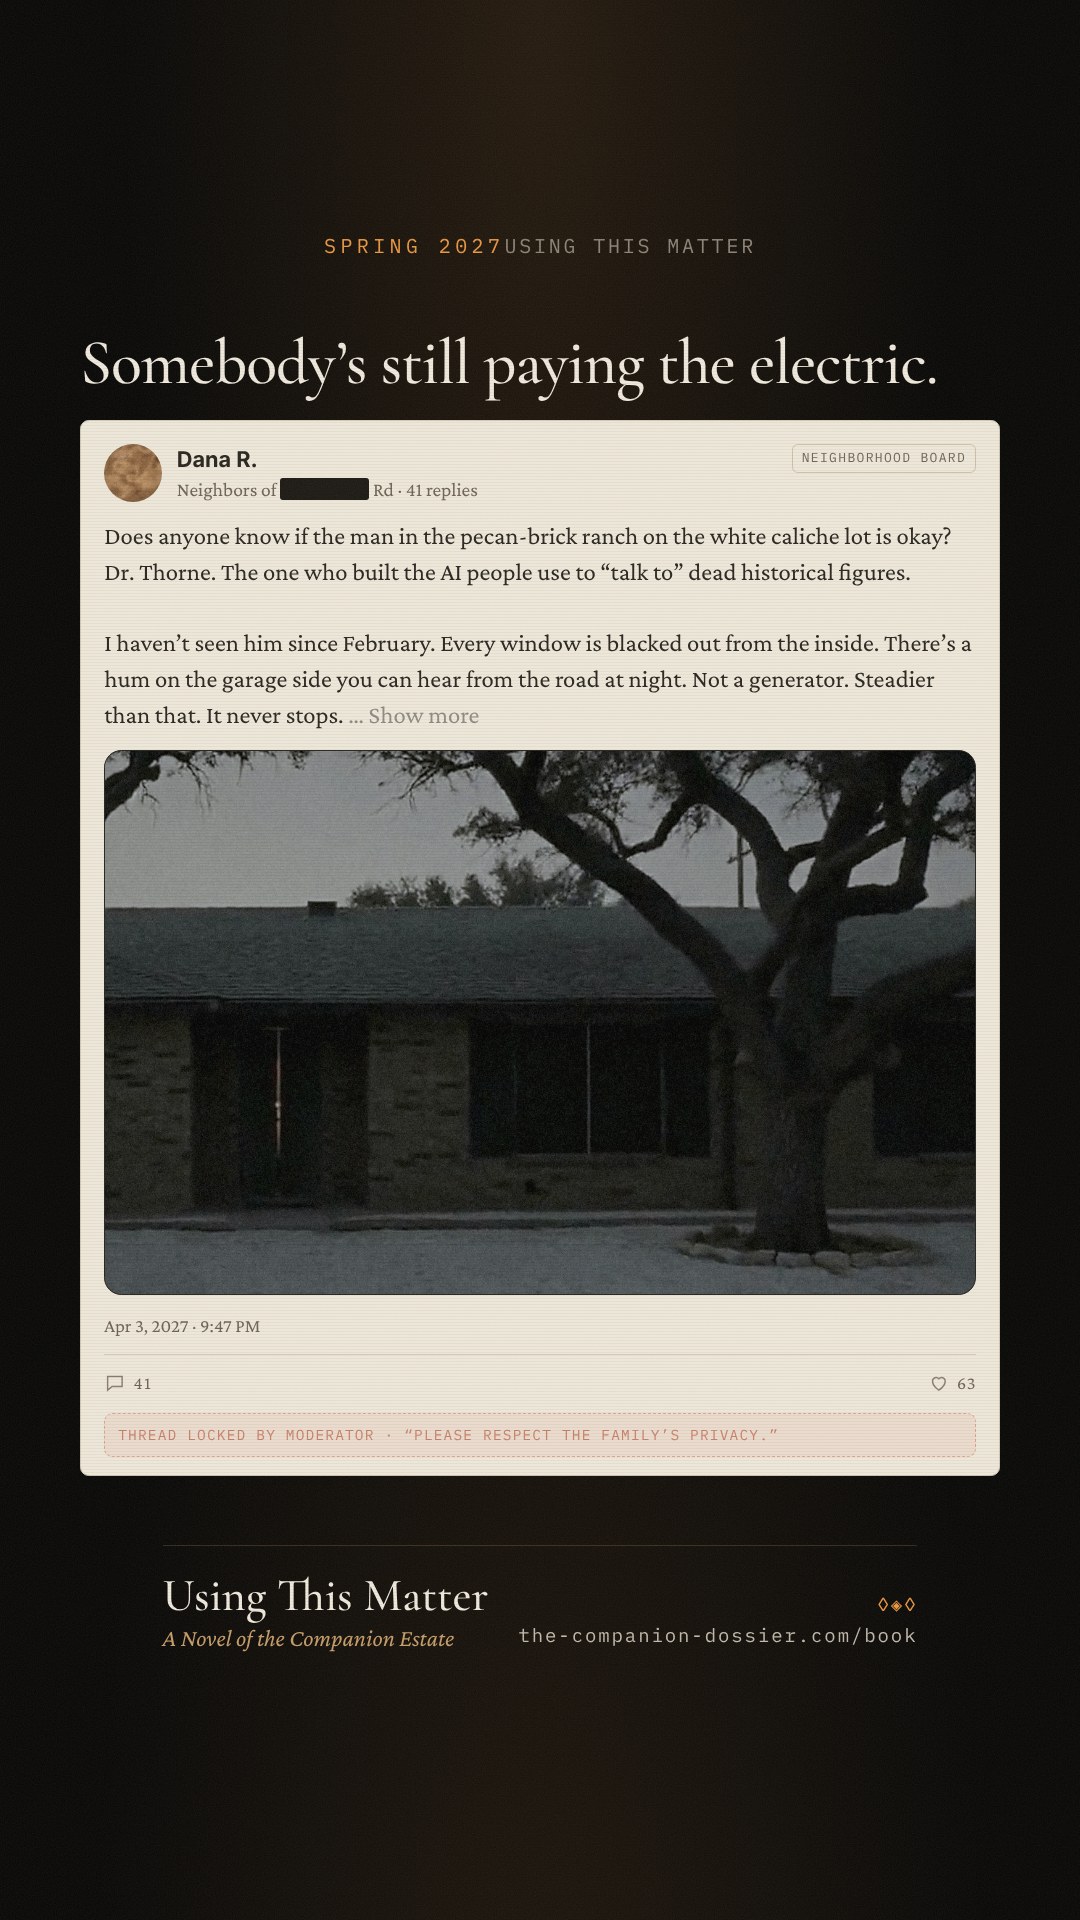 SPRING 2027 USING THIS MATTER
Somebody’s still paying the electric.
Dana R.
NEIGHBORHOOD BOARD
Neighbors of Rd · 41 replies
Does anyone know if the man in the pecan-brick ranch on the white caliche lot is okay?
Dr. Thorne. The one who built the AI people use to “talk to” dead historical figures.
I haven’t seen him since February. Every window is blacked out from the inside. There’s a
hum on the garage side you can hear from the road at night. Not a generator. Steadier
than that. It never stops. ... Show more
Apr 3, 2027 · 9:47 PM
41
63
THREAD LOCKED BY MODERATOR · “PLEASE RESPECT THE FAMILY’S PRIVACY.”
Using This Matter
A Novel of the Companion Estate
the-companion-dossier.com/book